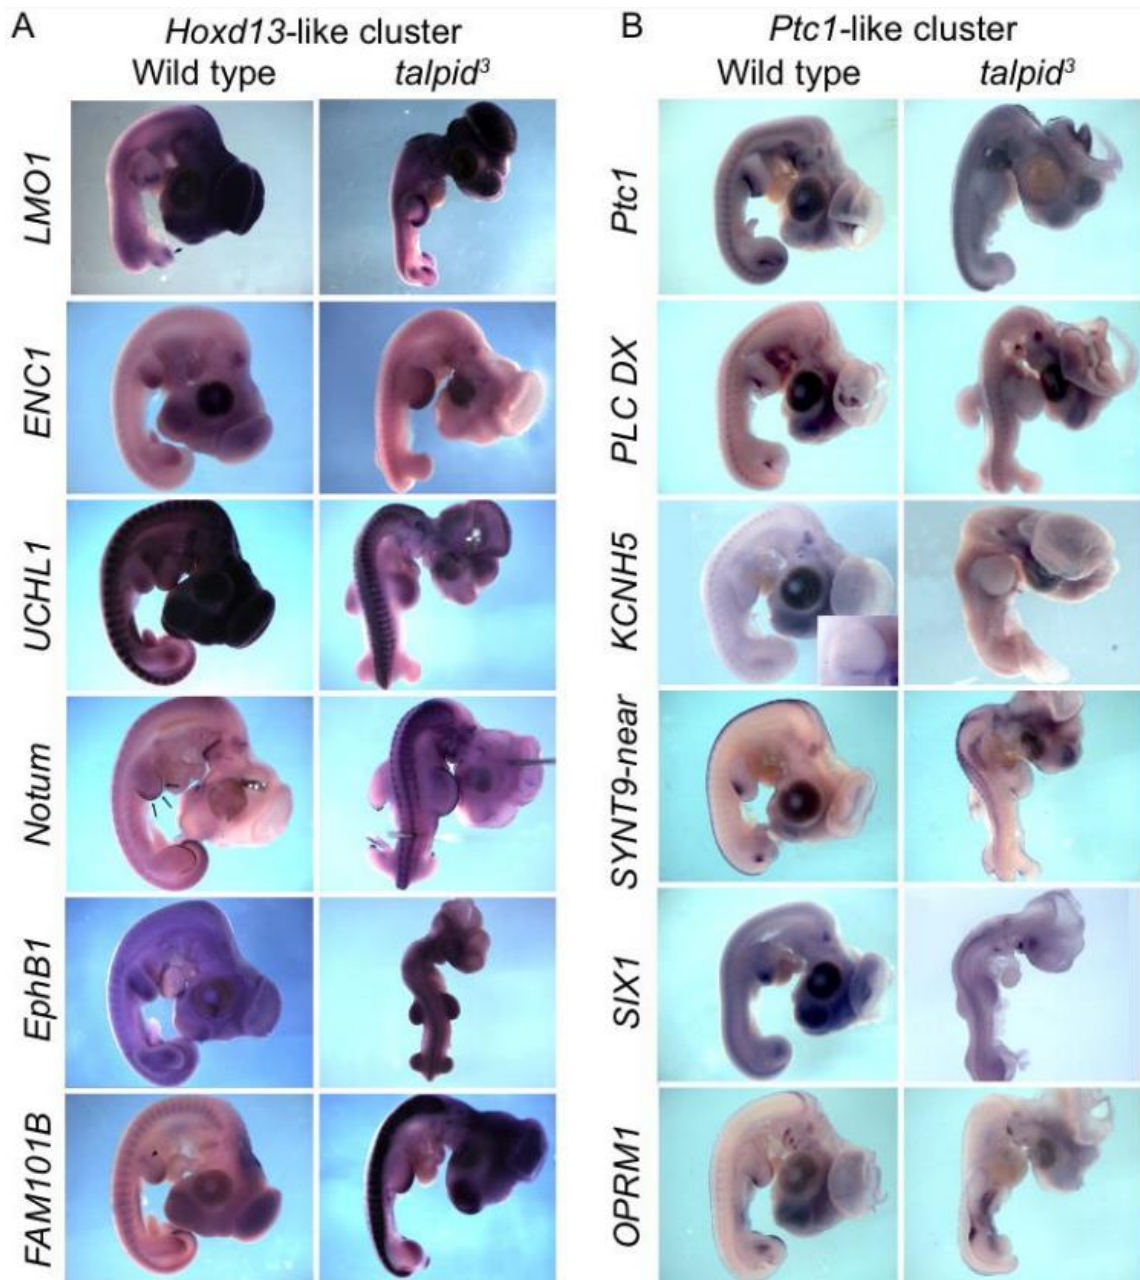 A
Hoxd13-like cluster
Wild type talpid³
LMO1
ENC1
UCHL1
Notum
EphB1
FAM101B
B
Ptc1-like cluster
Wild type talpid³
Ptc1
PLC DX
KCNH5
SYNT9-near
SIX1
OPRM1